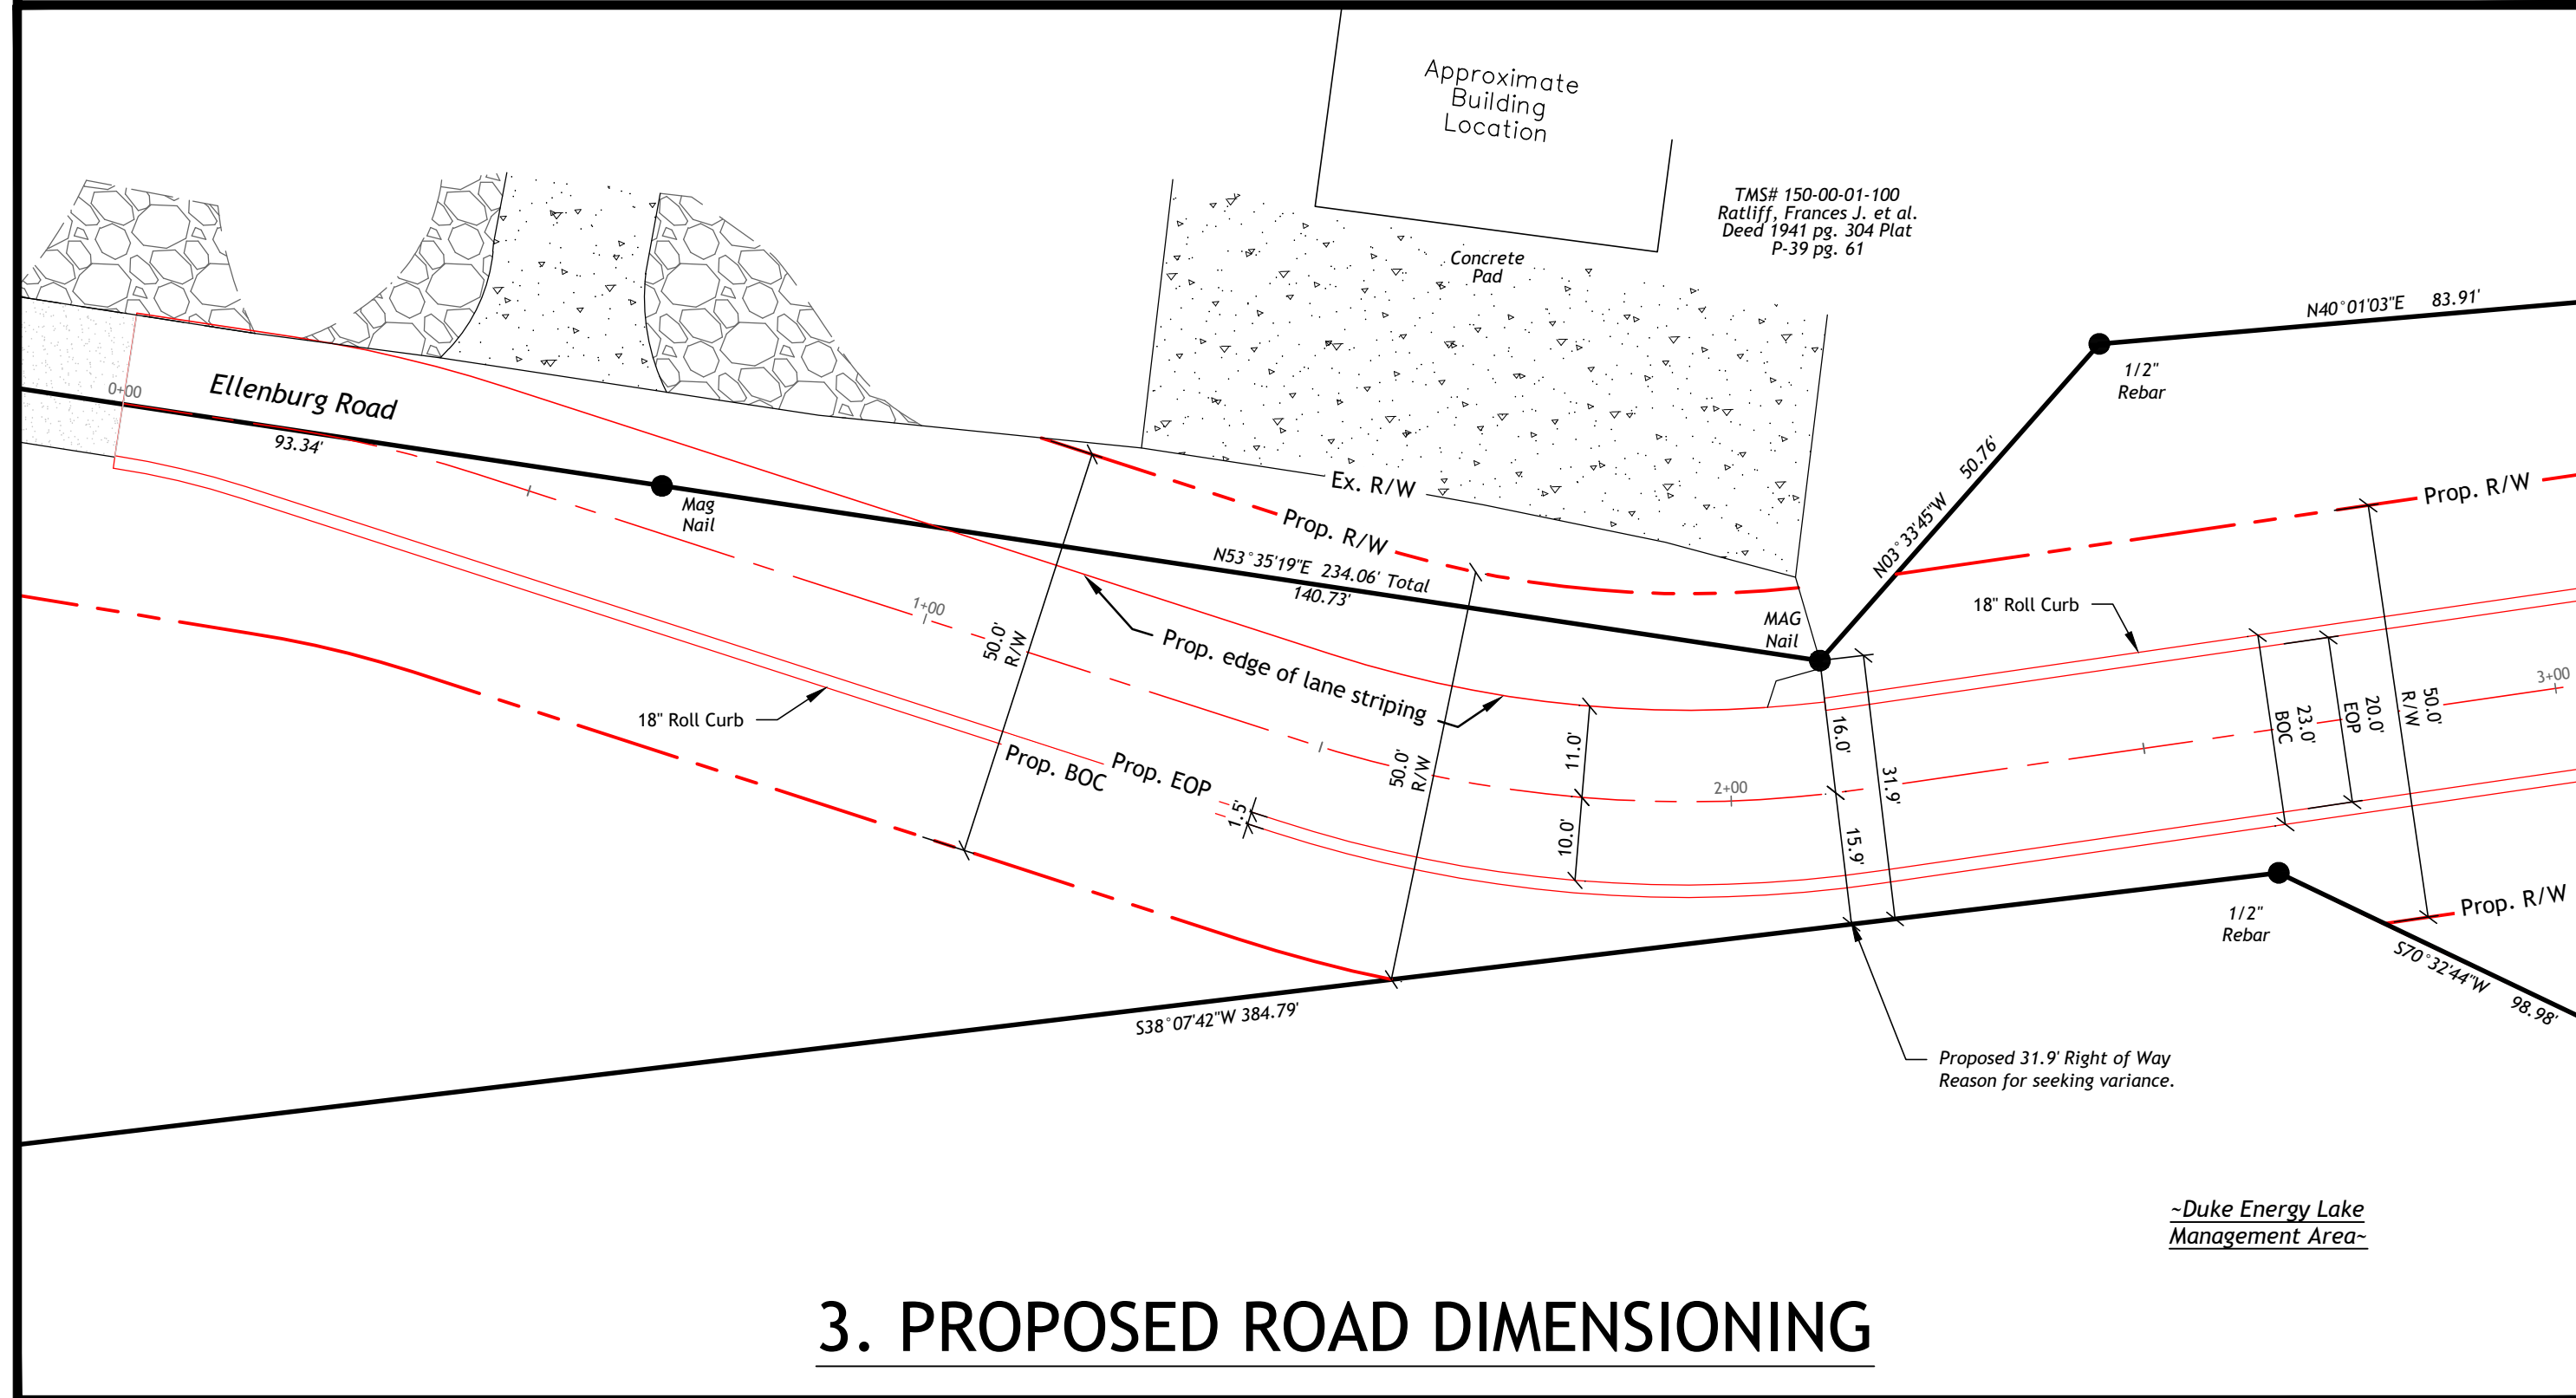 Approximate
Building
Location
TMS# 150-00-01-100
Ratliff, Frances J. et al.
Deed 1941 pg. 304 Plat
P-39 pg. 61
Concrete
Pad
N40°01'03"E 83.91'
1/2"
Rebar
0+00
Ellenburg Road
93.34'
Mag
Nail
Ex. R/W
Prop. R/W
N53°35'19"E 234.06' Total
140.73'
N03°33'45"W 50.76'
Prop. R/W
1+00
50.0'
R/W
Prop. edge of lane striping
MAG
Nail
18" Roll Curb
18" Roll Curb
Prop. BOC
Prop. EOP
1.5'
50.0'
R/W
11.0'
10.0'
2+00
16.0'
15.9'
31.9'
23.0'
BOC
20.0'
EOP
50.0'
R/W
3+00
1/2"
Rebar
Prop. R/W
S70°32'44"W 98.98'
S38°07'42"W 384.79'
Proposed 31.9' Right of Way
Reason for seeking variance.
~Duke Energy Lake
Management Area~
3. PROPOSED ROAD DIMENSIONING